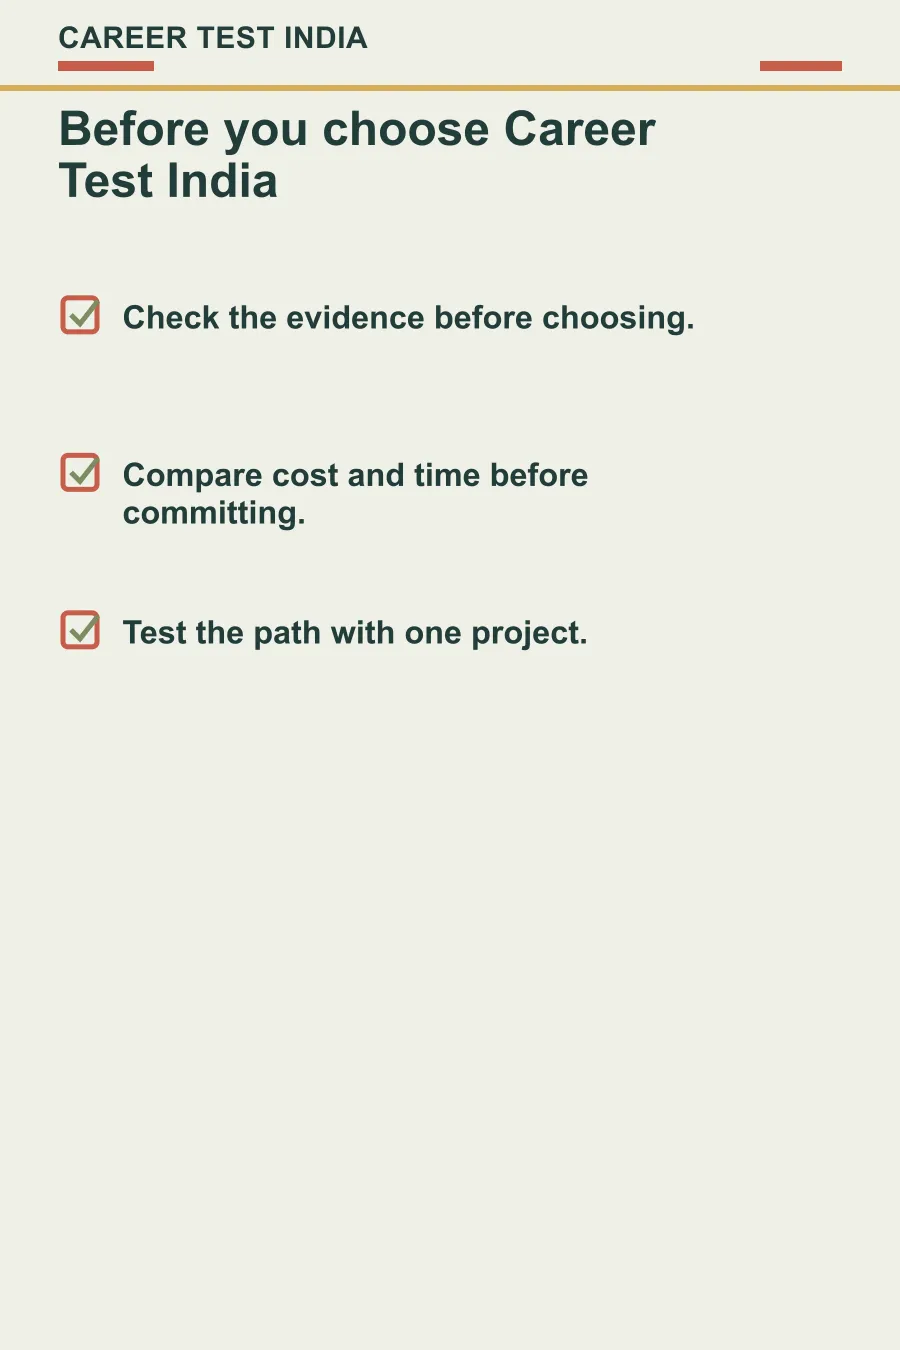 CAREER TEST INDIA
Before you choose Career
Test India
Check the evidence before choosing.
Compare cost and time before
committing.
Test the path with one project.